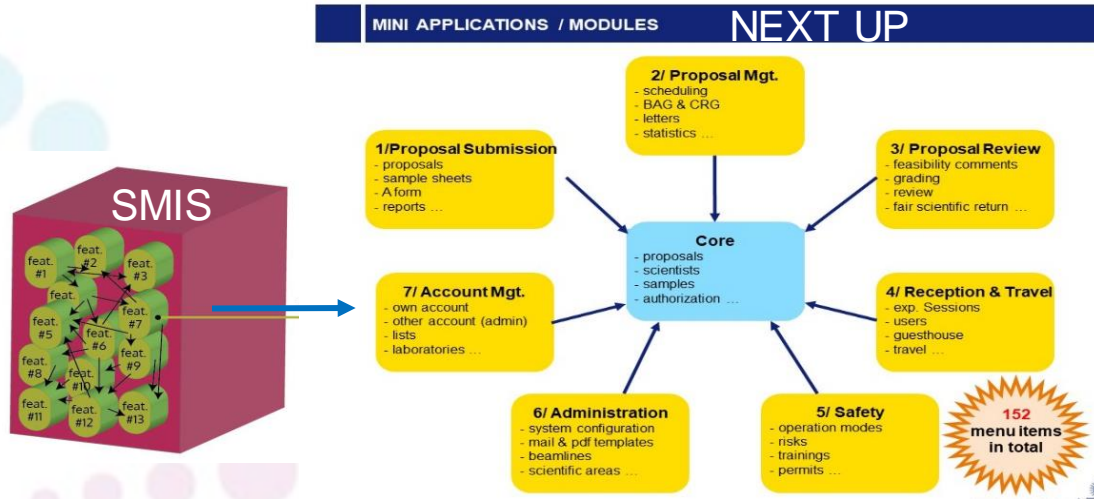 MINI APPLICATIONS / MODULES
NEXT UP
2/ Proposal Mgt.
- scheduling
- BAG & CRG
- letters
- statistics ...
1/Proposal Submission
- proposals
- sample sheets
- A form
- reports ...
3/ Proposal Review
- feasibility comments
- grading
- review
- fair scientific return ...
SMIS
feat.
#1
feat.
#2
feat.
#3
feat.
feat.
#5
feat.
#6
feat.
#7
feat.
#8
feat.
#9
feat.
#10
feat.
#11
feat.
#12
feat.
#13
Core
- proposals
- scientists
- samples
- authorization ...
7/ Account Mgt.
- own account
- other account (admin)
- lists
- laboratories ...
4/ Reception & Travel
- exp. Sessions
- users
- guesthouse
- travel ...
6/ Administration
- system configuration
- mail & pdf templates
- beamlines
- scientific areas ...
5/ Safety
- operation modes
- risks
- trainings
- permits ...
152
menu items
in total